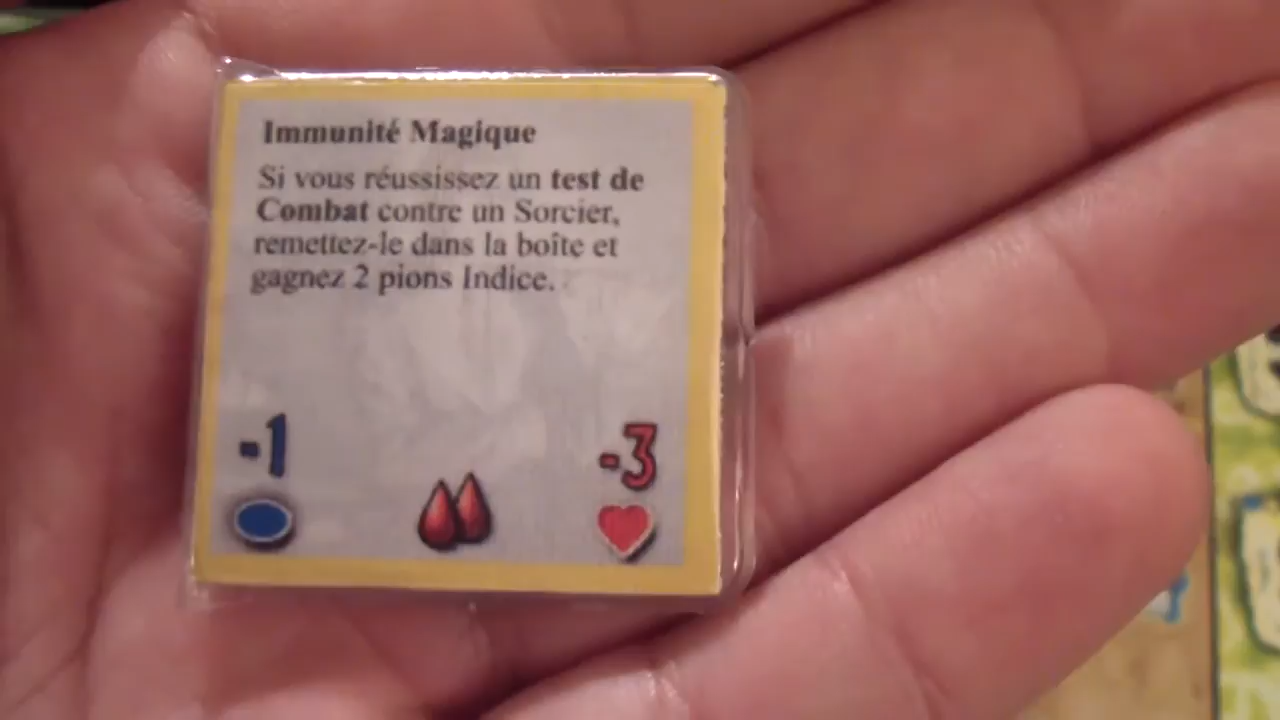 Immunité Magique
Si vous réussissez un test de
Combat contre un Sorcier,
remettez-le dans la boîte et
gagnez 2 pions Indice.
-1
-3